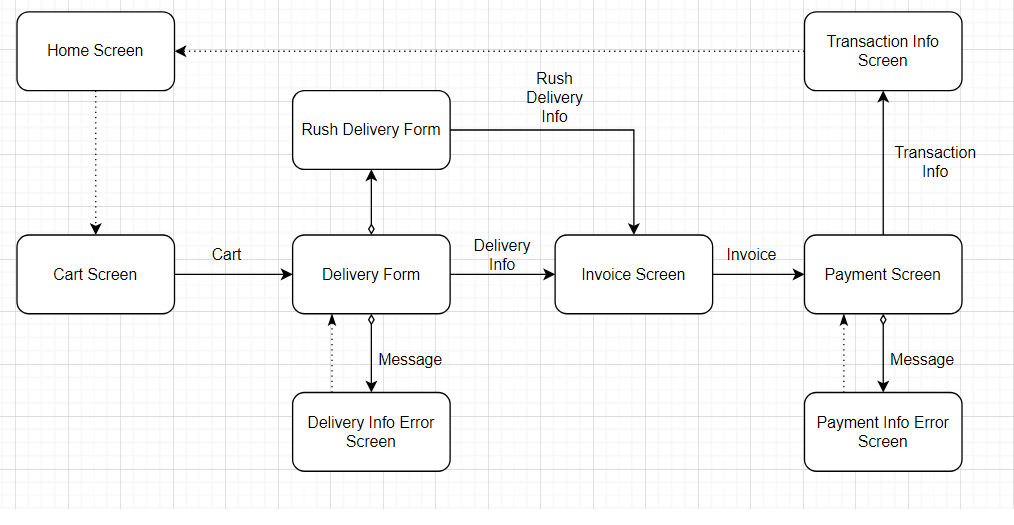 Home Screen
Transaction Info
Screen
Rush
Delivery
Info
Rush Delivery Form
Transaction
Info
Cart Screen
Cart
Delivery Form
Delivery
Info
Invoice Screen
Invoice
Payment Screen
Message
Message
Delivery Info Error
Screen
Payment Info Error
Screen